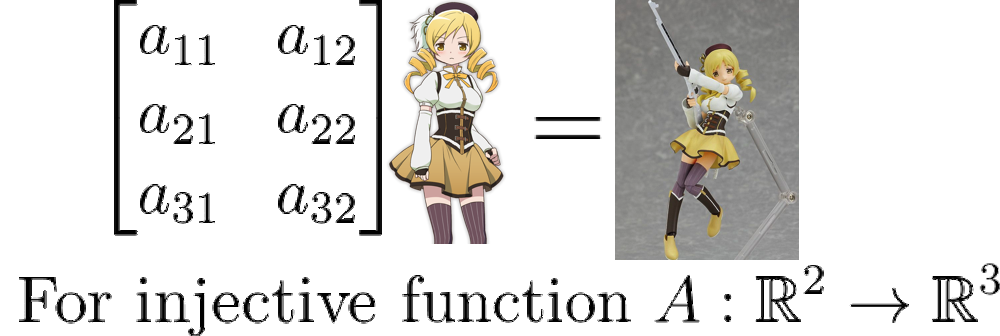 [a₁₁ a₁₂
a₂₁ a₂₂
a₃₁ a₃₂] =
For injective function A : ℝ² → ℝ³